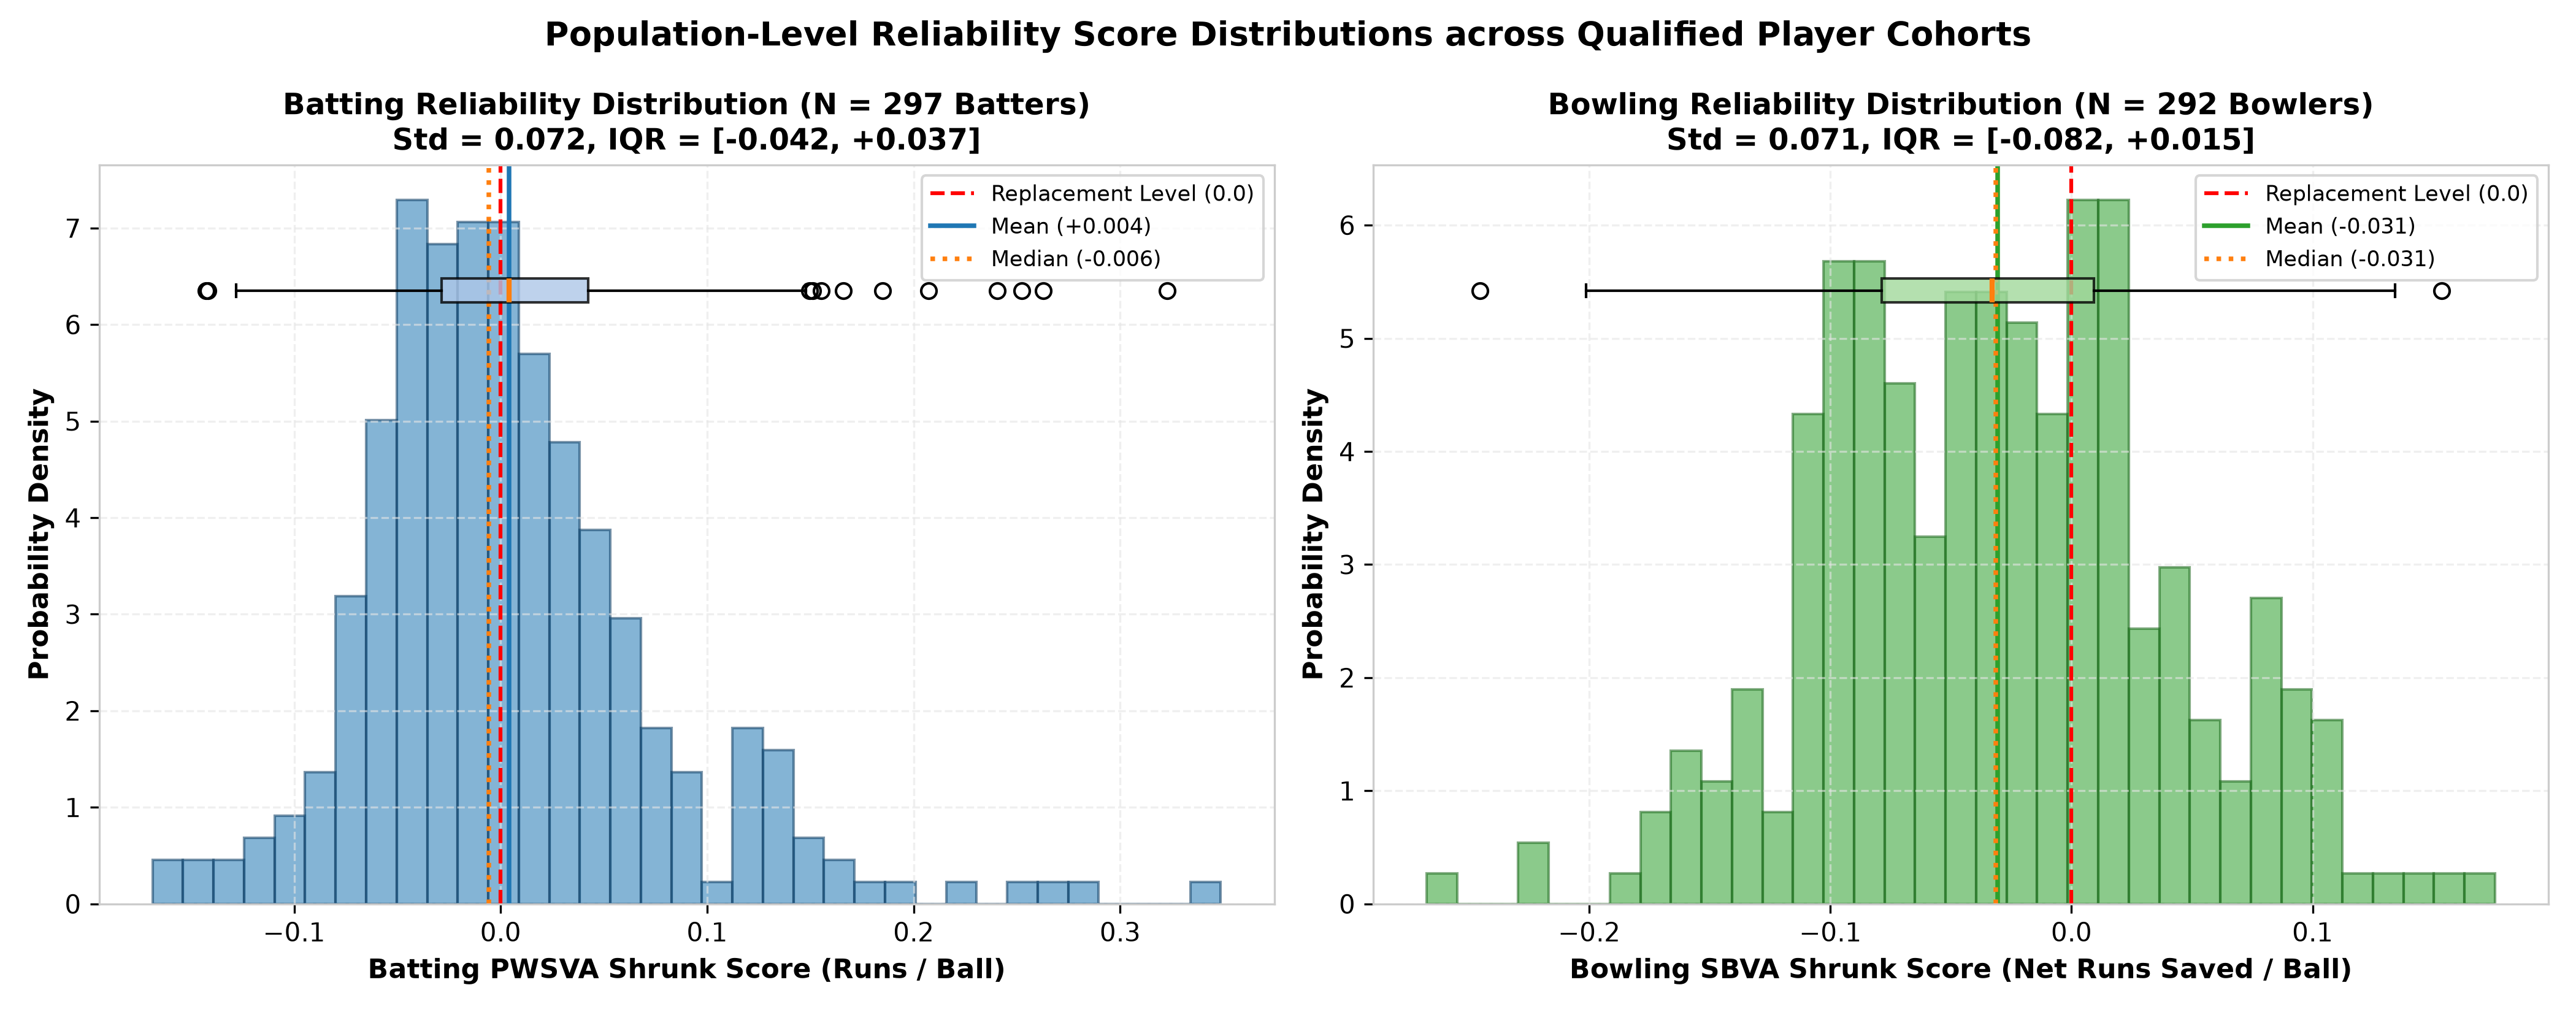 Population-Level Reliability Score Distributions across Qualified Player Cohorts
Batting Reliability Distribution (N = 297 Batters)
Std = 0.072, IQR = [-0.042, +0.037]
Replacement Level (0.0)
Mean (+0.004)
Median (-0.006)
Probability Density
7
6
5
4
3
2
1
0
−0.1
0.0
0.1
0.2
0.3
Batting PWSVA Shrunk Score (Runs / Ball)
Bowling Reliability Distribution (N = 292 Bowlers)
Std = 0.071, IQR = [-0.082, +0.015]
Replacement Level (0.0)
Mean (-0.031)
Median (-0.031)
Probability Density
6
5
4
3
2
1
0
−0.2
−0.1
0.0
0.1
Bowling SBVA Shrunk Score (Net Runs Saved / Ball)